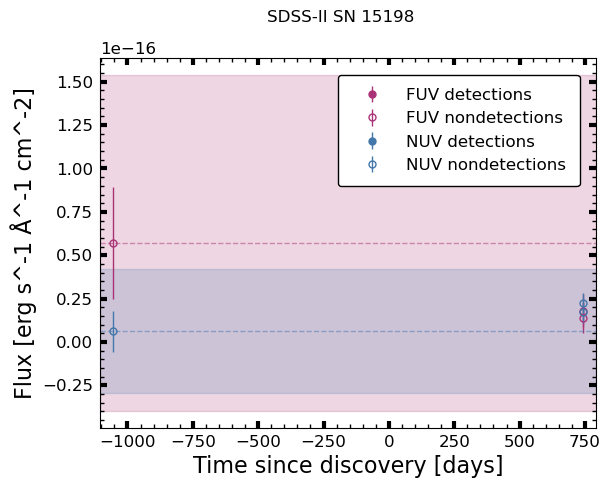 SDSS-II SN 15198
1e−16
1.50
1.25
1.00
0.75
0.50
0.25
0.00
−0.25
Flux [erg s^-1 Å^-1 cm^-2]
FUV detections
FUV nondetections
NUV detections
NUV nondetections
−1000 −750 −500 −250 0 250 500 750
Time since discovery [days]